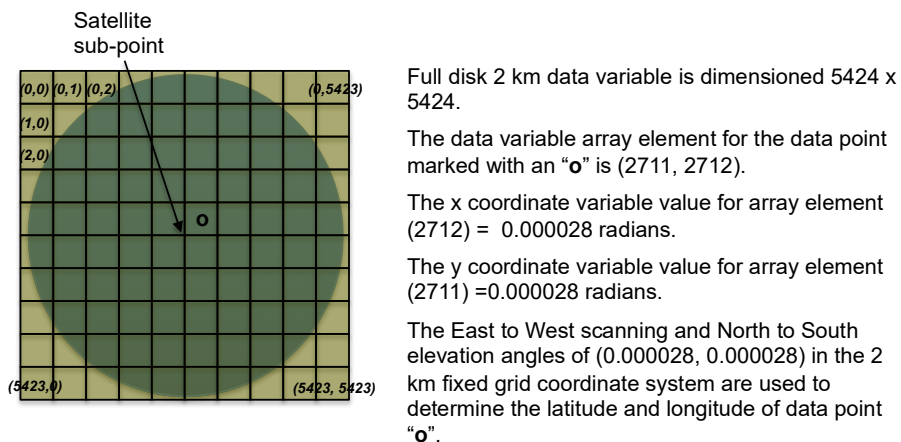 Satellite
sub-point
(0,0) (0,1) (0,2) (0,5423)
(1,0)
(2,0)
o
(5423,0) (5423, 5423)
Full disk 2 km data variable is dimensioned 5424 x
5424.
The data variable array element for the data point
marked with an “o” is (2711, 2712).
The x coordinate variable value for array element
(2712) = 0.000028 radians.
The y coordinate variable value for array element
(2711) =0.000028 radians.
The East to West scanning and North to South
elevation angles of (0.000028, 0.000028) in the 2
km fixed grid coordinate system are used to
determine the latitude and longitude of data point
“o”.